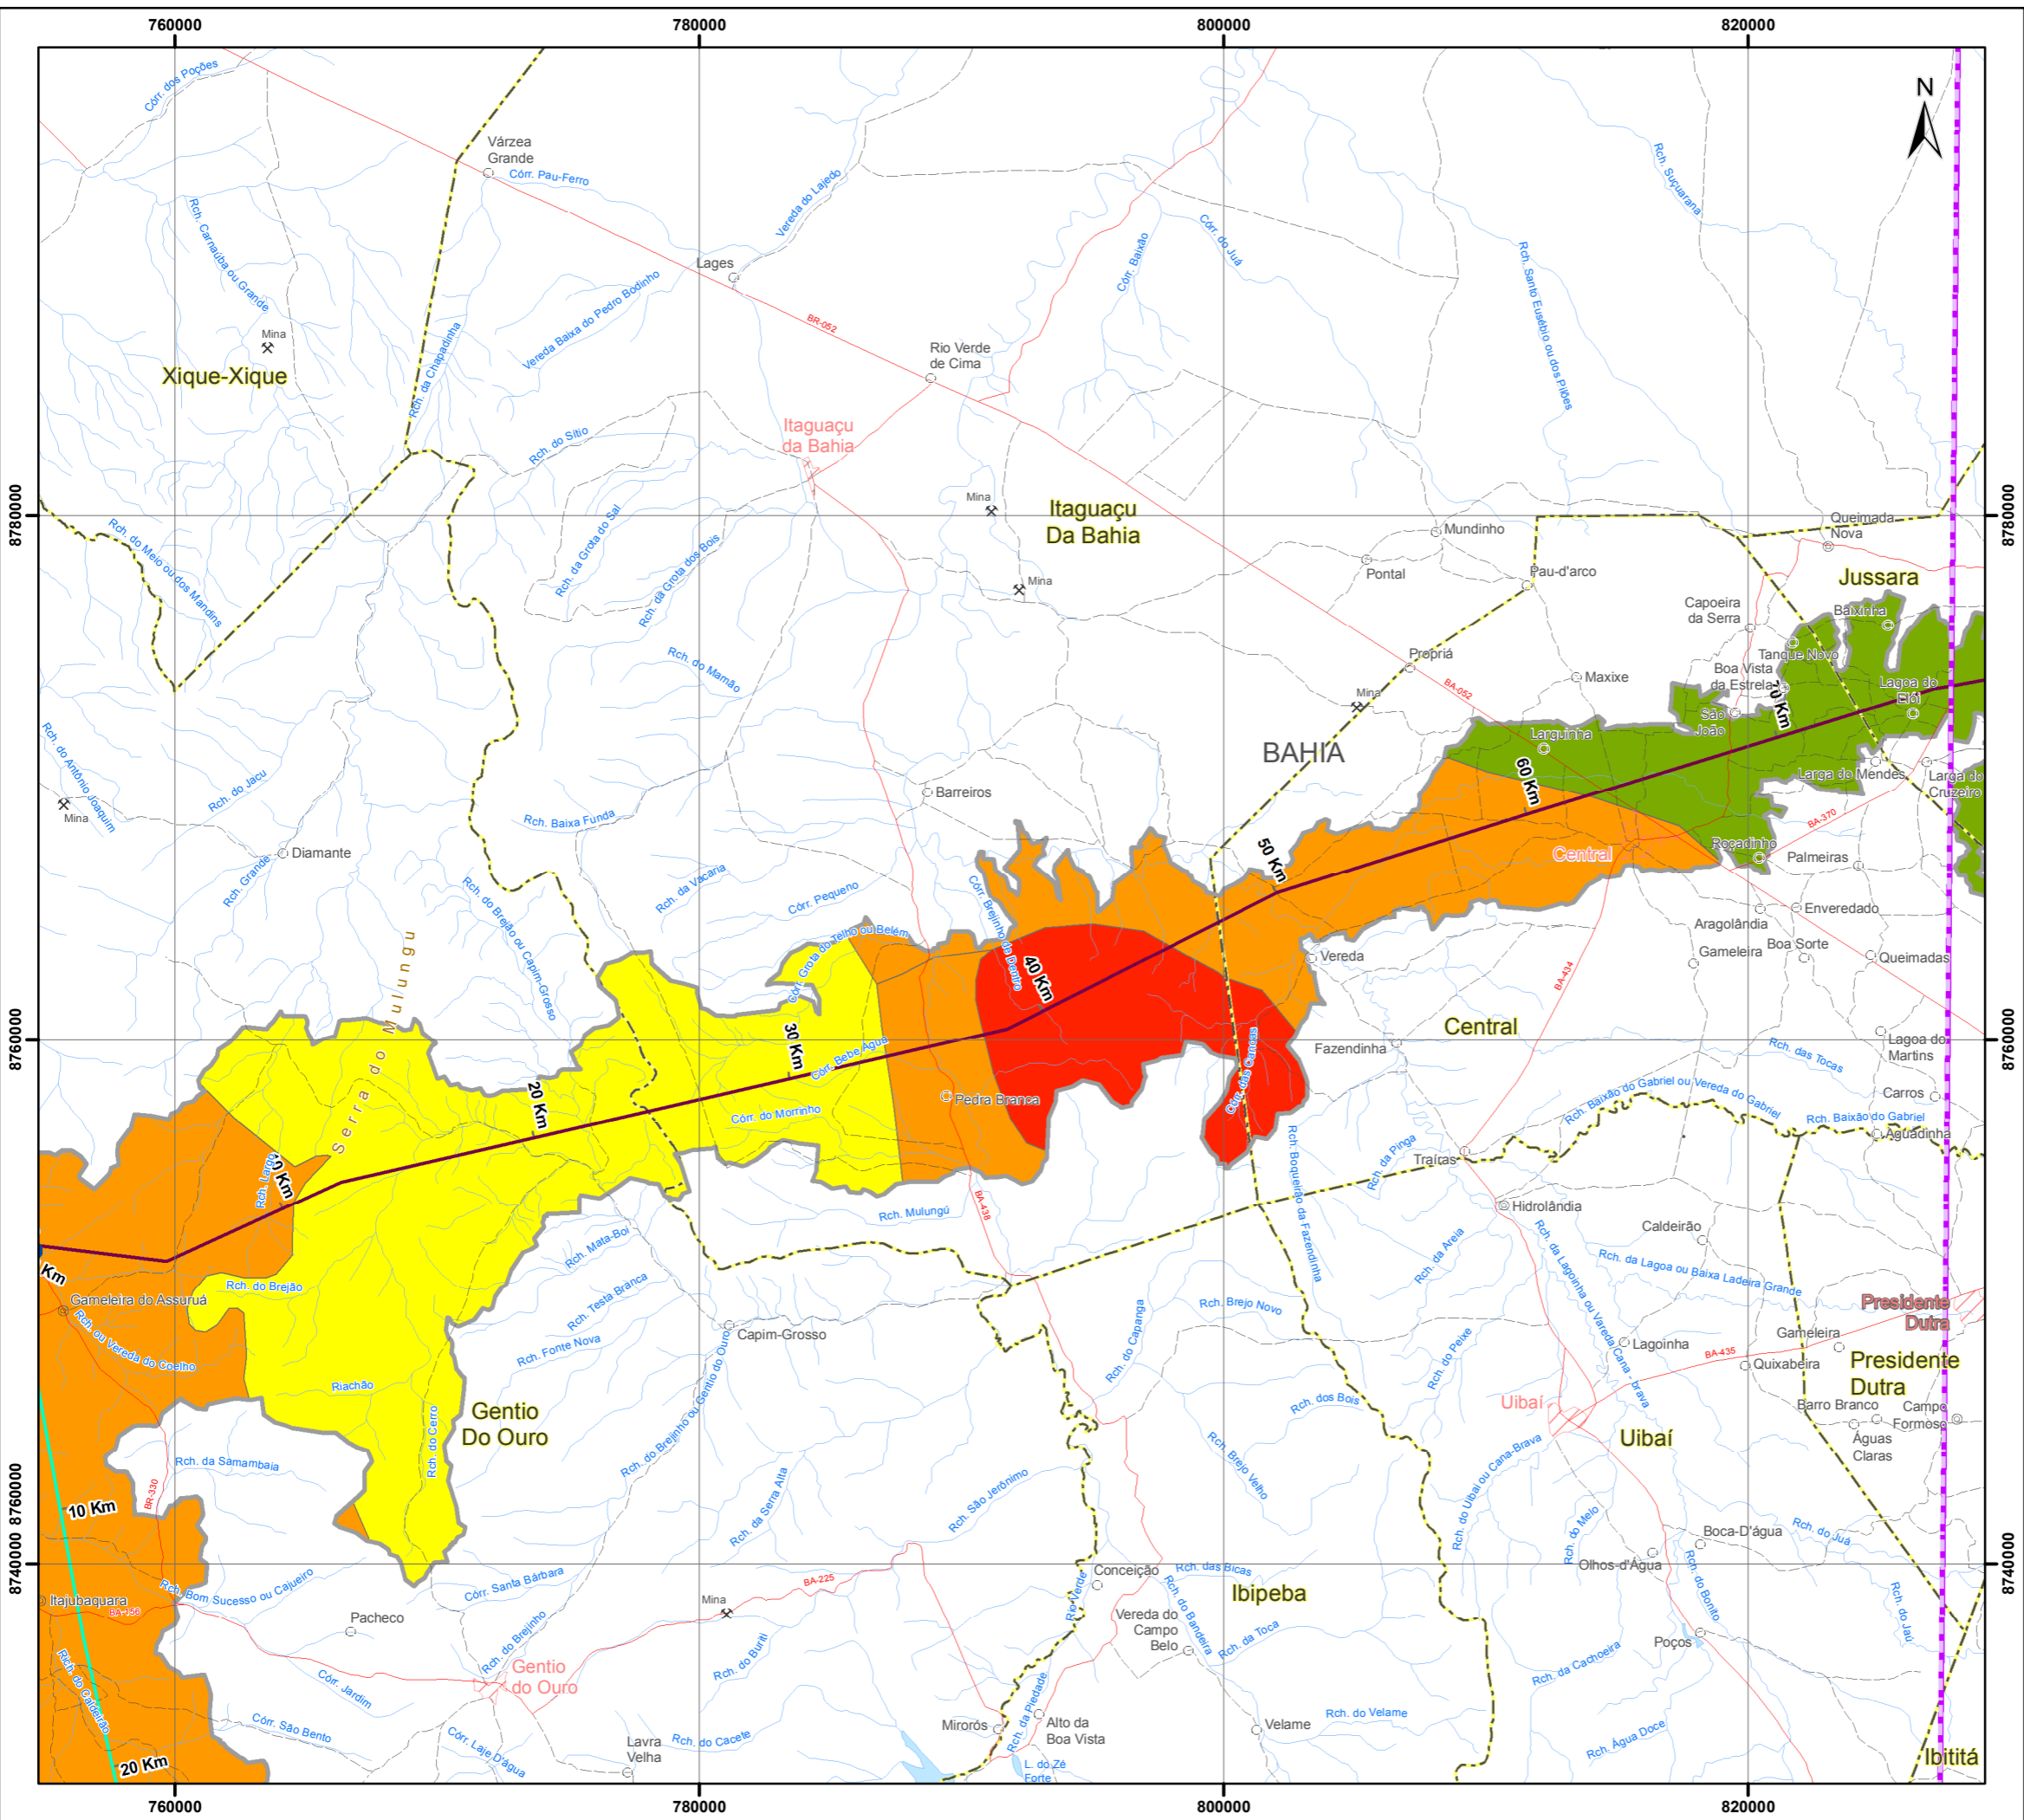 760000
780000
800000
820000
N
Córr. dos Poções
Várzea
Grande
Córr. Pau-Ferro
Vereda do Lajedo
Rch. Suçuarana
Rch. Carnaúba ou Grande
Córr. do Juá
Córr. Baixão
Rch. Santo Eusébio ou dos Pilões
Lages
Vereda Baixa do Pedro Bodinho
BR-052
Mina
Rch. da Chapadinha
Rio Verde
de Cima
Xique-Xique
Itaguaçu
da Bahia
Rch. do Sítio
8780000
Mina
Itaguaçu
Da Bahia
Rch. da Grota do Sal
Rch. do Meio ou dos Mandins
Rch. da Grota dos Bois
Mundinho
Queimada
Nova
8780000
Pontal
Pau-d'arco
Jussara
Mina
Capoeira
da Serra
Baixinha
Rch. do Mamão
Propriá
Tanque Novo
Boa Vista
da Estrela
Maxixe
BA-052
Mina
70 Km
Lagoa do
Elói
São
João
Rch. do Antônio Joaquim
BAHIA
Larguinha
60 Km
Larga do Mendes
Larga do
Cruzeiro
Rch. do Jacu
Mina
Barreiros
Rch. Baixa Funda
BA-370
Diamante
50 Km
Central
Roçadinho
Palmeiras
Rch. Grande
Rch. da Vacaria
Córr. Pequeno
Rch. do Brejão ou Capim-Grosso
Córr. Brejinho de Dentro
Aragolândia
Enveredado
Serra do Mulungu
Córr. Grota do Telho ou Belém
Gameleira
Boa Sorte
Vereda
Queimadas
40 Km
BA-434
8760000
30 Km
Córr. Bebe Água
Central
Fazendinha
Lagoa do
Martins
8760000
Rch. das Tocas
20 Km
Córr. das Canoas
Pedra Branca
Córr. do Morrinho
Rch. Baixão do Gabriel ou Vereda do Gabriel
Carros
Rch. Baixão do Gabriel
Aguadinha
Rch. da Pinga
Traíras
10 Km
Rch. Largo
Rch. Boqueirão da Fazendinha
BA-438
Rch. Mulungú
Hidrolândia
Rch. Mata-Boi
Caldeirão
Km
Rch. da Areia
Rch. da Lagoinha ou Vareda Cana - brava
Rch. da Lagoa ou Baixa Ladeira Grande
Rch. do Brejão
Rch. Testa Branca
Gameleira do Assuruá
Rch. Brejo Novo
Presidente
Dutra
Rch. ou Vereda do Coelho
Capim-Grosso
Rch. Fonte Nova
Rch. do Capanga
Rch. do Peixe
Lagoinha
Gameleira
BA-435
Quixabeira
Presidente
Dutra
Riachão
Rch. do Brejinho ou Gentio do Ouro
Rch. dos Bois
Uibaí
Gentio
Do Ouro
Rch. do Cerro
Barro Branco
Campo
Formoso
Águas
Claras
Uibaí
Rch. da Samambaia
Rch. Brejo Velho
Rch. do Uibaí ou Cana-Brava
BR-330
10 Km
Rch. da Serra Alta
Rch. São Jerônimo
Rch. do Melo
Boca-D'água
Rch. do Juá
8760000
8740000
8740000
Olhos-d'Água
Conceição
Rch. das Bicas
Rch. Bom Sucesso ou Cajueiro
Córr. Santa Bárbara
BA-225
Ibipeba
Rch. do Bonito
Itajubaquara
BA-156
Mina
Rio Verde
Rch. do Bandeira
Rch. do Jaú
Pacheco
Vereda do
Campo
Belo
Rch. do Brejinho
Rch. do Buriti
Rch. da Toca
Poços
Rch. da Cachoeira
Gentio
do Ouro
Rich. do Caldeirão
Córr. Jardim
Rch. da Piedade
Córr. São Bento
Córr. Laje D'água
Rch. do Cacete
Mirorós
Alto da
Boa Vista
Velame
Rch. do Velame
Lavra
Velha
Rch. Água Doce
Ibititá
20 Km
L. do Zé
Forte
760000
780000
800000
820000